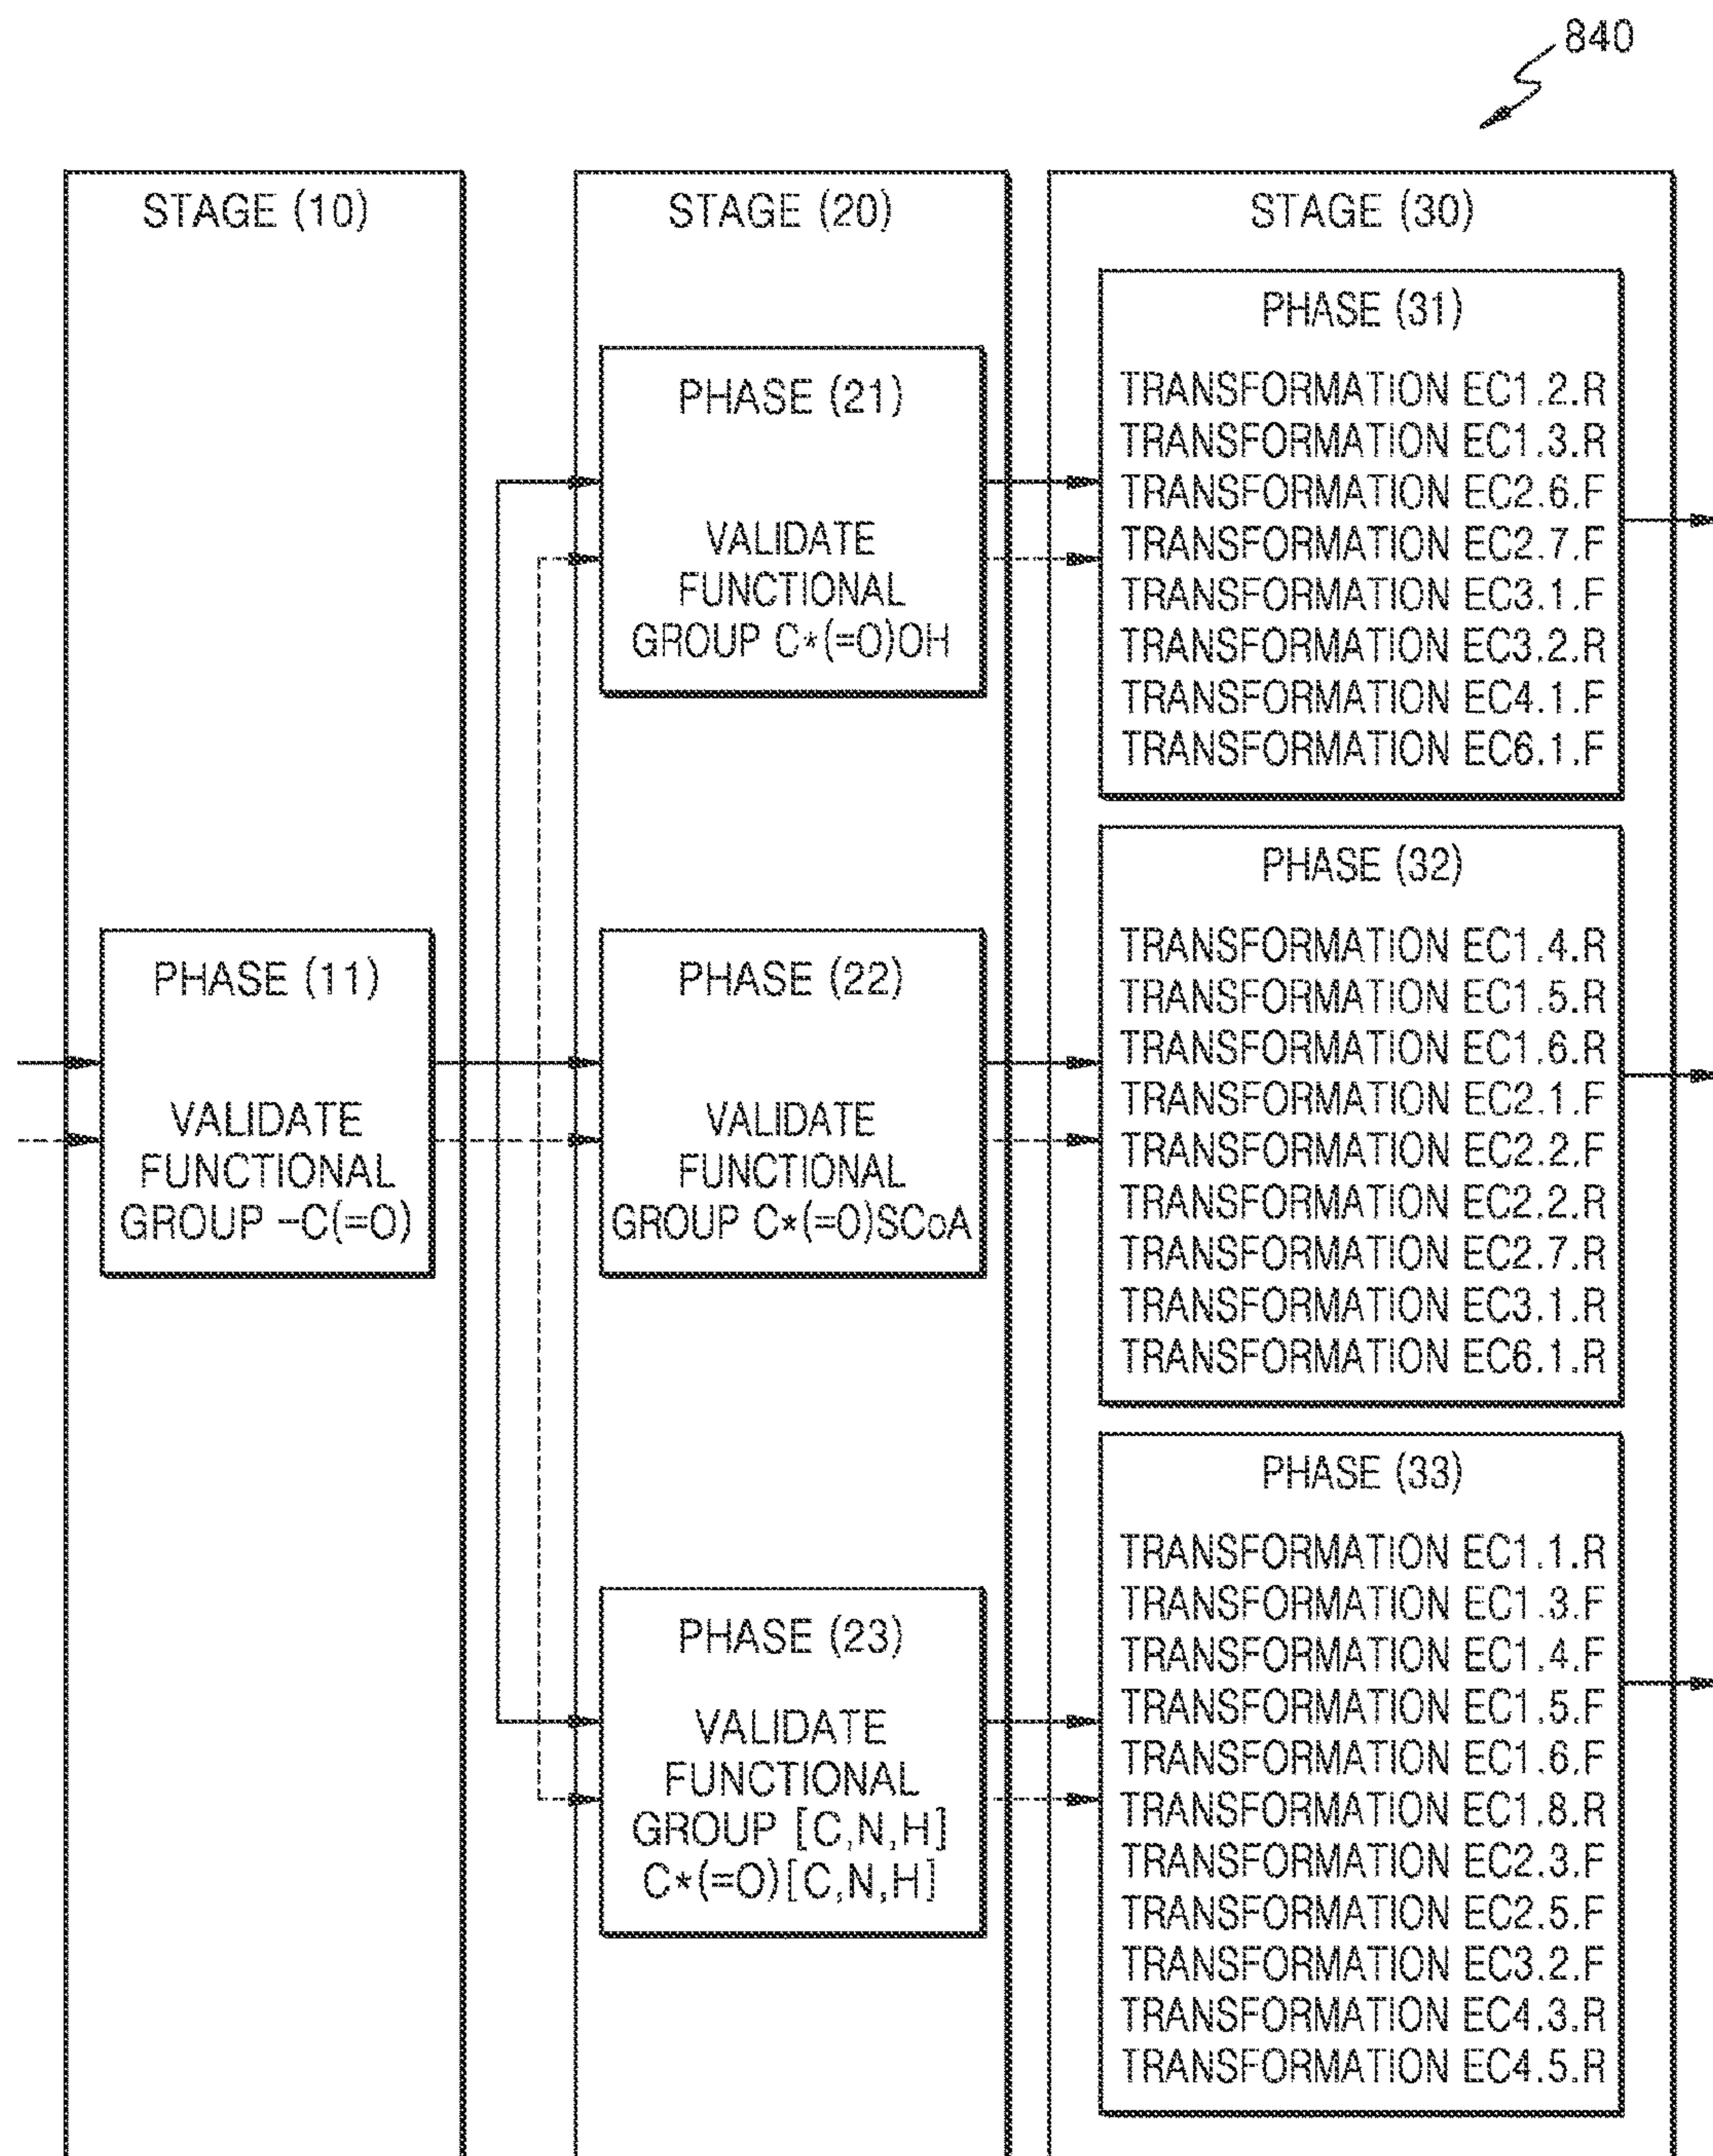 840
STAGE (10)
PHASE (11)
VALIDATE
FUNCTIONAL
GROUP -C(=O)
STAGE (20)
PHASE (21)
VALIDATE
FUNCTIONAL
GROUP C*(=O)OH
PHASE (22)
VALIDATE
FUNCTIONAL
GROUP C*(=O)SCoA
PHASE (23)
VALIDATE
FUNCTIONAL
GROUP [C,N,H]
C*(=O)[C,N,H]
STAGE (30)
PHASE (31)
TRANSFORMATION EC1.2.R
TRANSFORMATION EC1.3.R
TRANSFORMATION EC2.6.F
TRANSFORMATION EC2.7.F
TRANSFORMATION EC3.1.F
TRANSFORMATION EC3.2.R
TRANSFORMATION EC4.1.F
TRANSFORMATION EC6.1.F
PHASE (32)
TRANSFORMATION EC1.4.R
TRANSFORMATION EC1.5.R
TRANSFORMATION EC1.6.R
TRANSFORMATION EC2.1.F
TRANSFORMATION EC2.2.F
TRANSFORMATION EC2.2.R
TRANSFORMATION EC2.7.R
TRANSFORMATION EC3.1.R
TRANSFORMATION EC6.1.R
PHASE (33)
TRANSFORMATION EC1.1.R
TRANSFORMATION EC1.3.F
TRANSFORMATION EC1.4.F
TRANSFORMATION EC1.5.F
TRANSFORMATION EC1.6.F
TRANSFORMATION EC1.8.R
TRANSFORMATION EC2.3.F
TRANSFORMATION EC2.5.F
TRANSFORMATION EC3.2.F
TRANSFORMATION EC4.3.R
TRANSFORMATION EC4.5.R